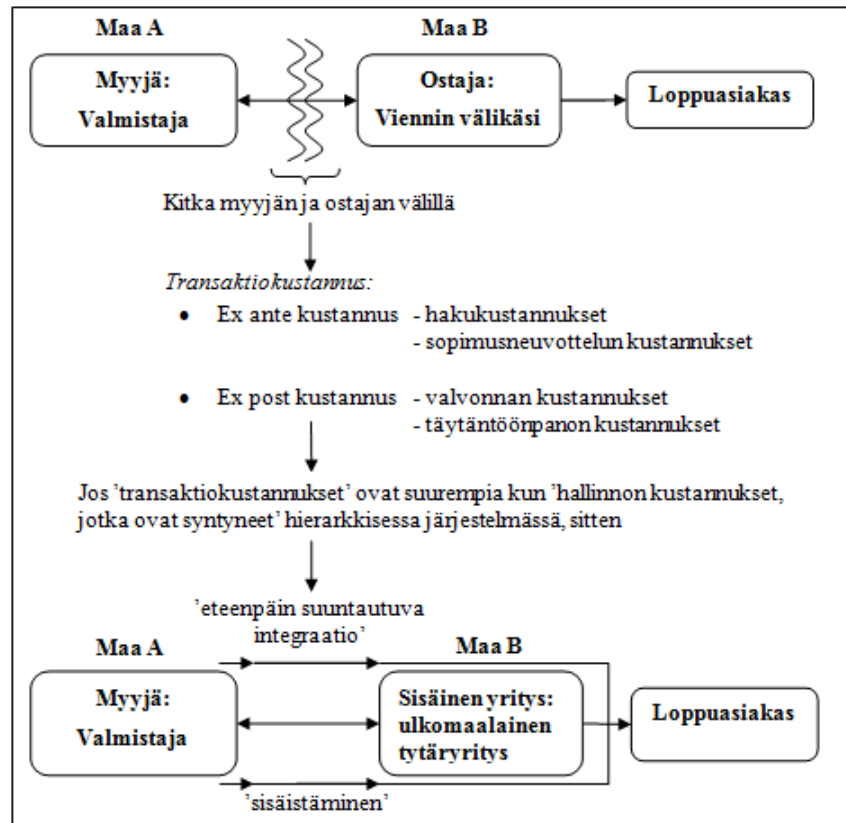 Maa A
Maa B
Myyjä:
Valmistaja
Ostaja:
Viennin välikäsi
Loppuasiakas
Kitka myyjän ja ostajan välillä
Transaktiokustannus:
• Ex ante kustannus - hakukustannukset
- sopimusneuvottelun kustannukset
• Ex post kustannus - valvonnan kustannukset
- täytäntöönpanon kustannukset
Jos 'transaktiokustannukset' ovat suurempia kun 'hallinnon kustannukset,
jotka ovat syntyneet' hierarkkisessa järjestelmässä, sitten
'eteenpäin suuntautuva
integraatio'
Maa A
Maa B
Myyjä:
Valmistaja
Sisäinen yritys:
ulkomaalainen
tytäryritys
Loppuasiakas
'sisäistäminen'